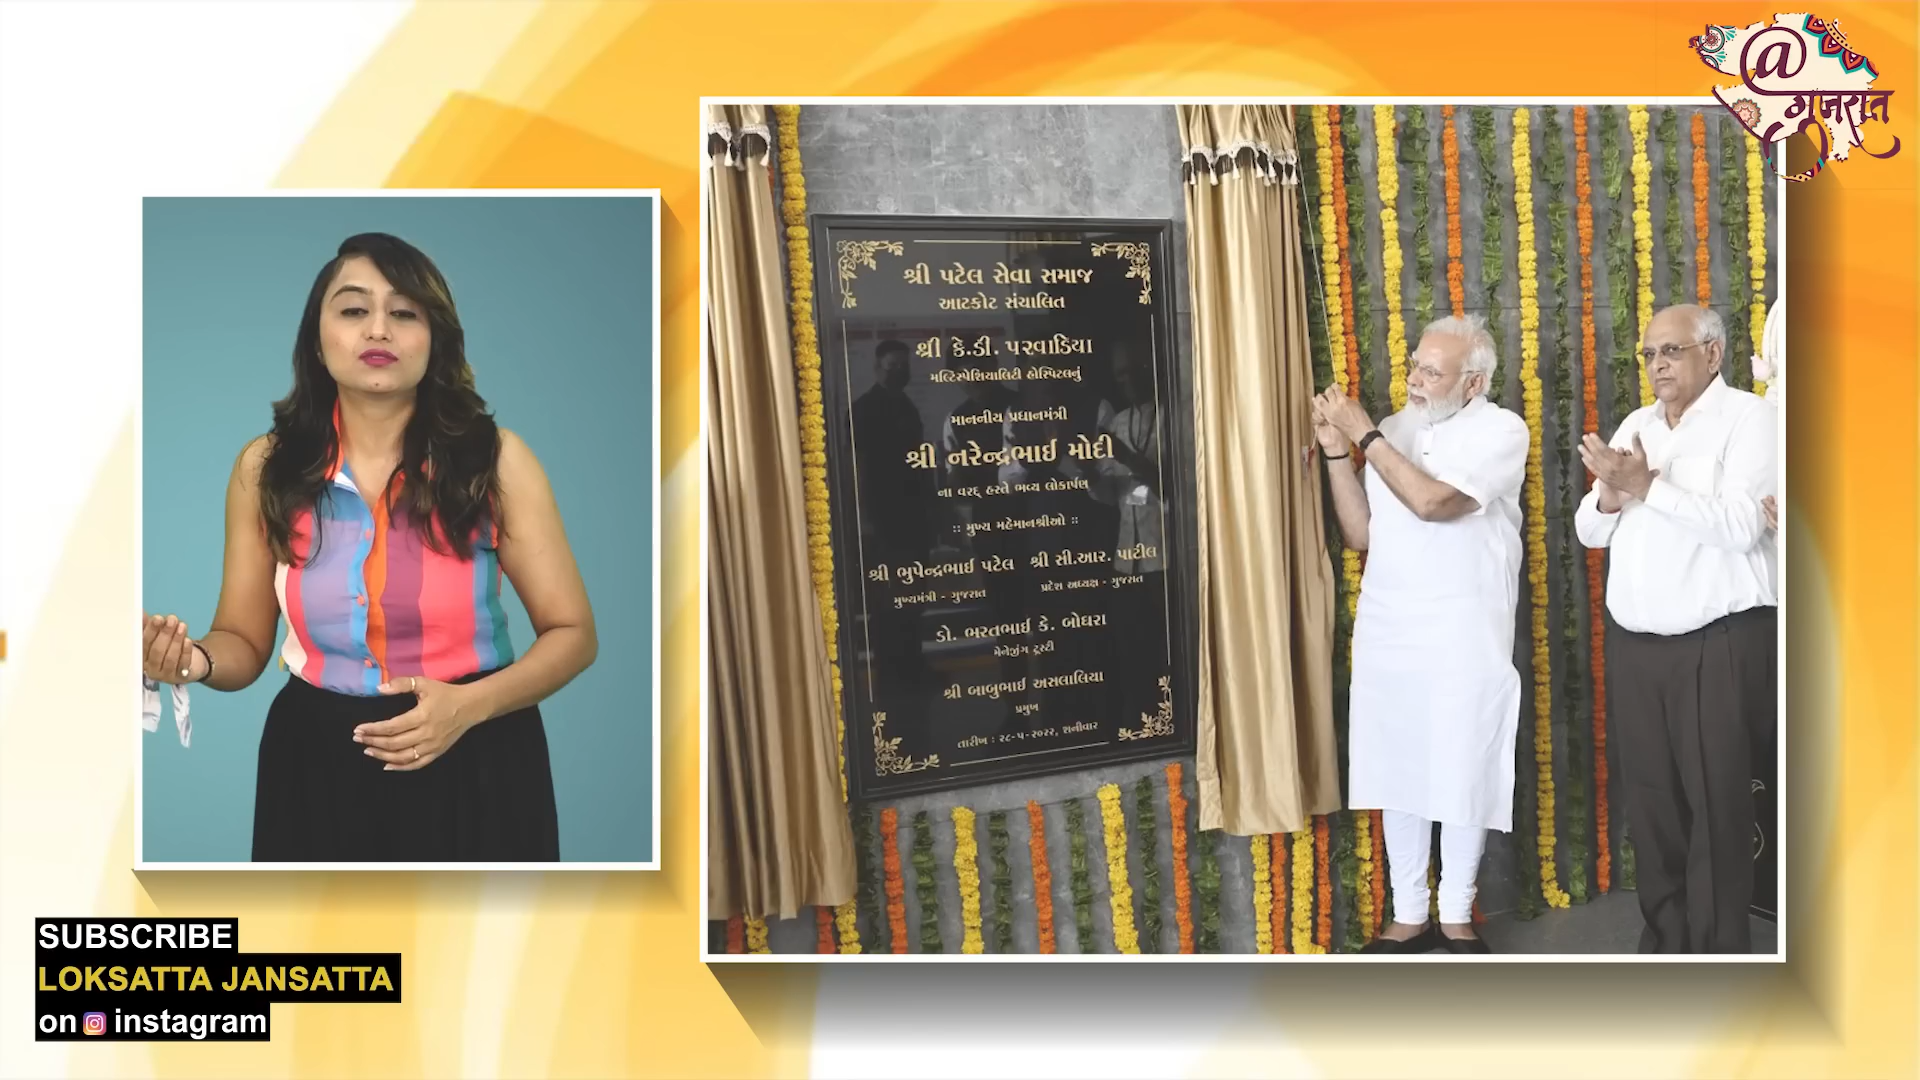 @
गुजरात
શ્રી પટેલ સેવા સમાજ
આટકોટ સંચાલિત
શ્રી કે.ડી. પરવાડિયા
મલ્ટિસ્પેશિયાલિટી હોસ્પિટલનું
માનનીય પ્રધાનમંત્રી
શ્રી નરેન્દ્રભાઈ મોદી
ના વરદ્ હસ્તે ભવ્ય લોકાર્પણ
:: મુખ્ય મહેમાનશ્રીઓ ::
શ્રી ભુપેન્દ્રભાઈ પટેલ શ્રી સી.આર. પાટીલ
મુખ્યમંત્રી - ગુજરાત પ્રદેશ અધ્યક્ષ - ગુજરાત
ડો. ભરતભાઈ કે. બોઘરા
મેનેજીંગ ટ્રસ્ટી
શ્રી બાબુભાઈ અસલાલિયા
પ્રમુખ
તારીખ : ૨૮-૫-૨૦૨૨, શનીવાર
SUBSCRIBE
LOKSATTA JANSATTA
on instagram